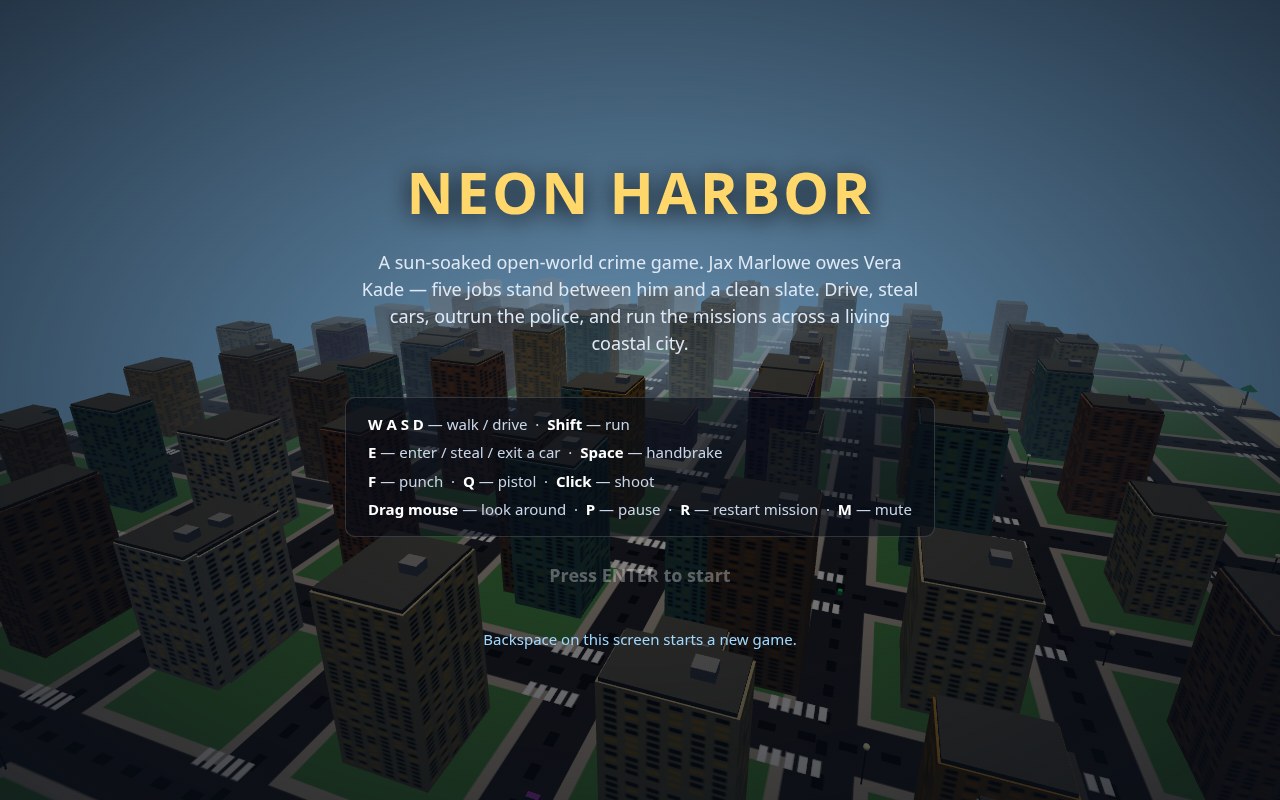 NEON HARBOR
A sun-soaked open-world crime game. Jax Marlowe owes Vera
Kade — five jobs stand between him and a clean slate. Drive, steal
cars, outrun the police, and run the missions across a living
coastal city.
W A S D — walk / drive · Shift — run
E — enter / steal / exit a car · Space — handbrake
F — punch · Q — pistol · Click — shoot
Drag mouse — look around · P — pause · R — restart mission · M — mute
Press ENTER to start
Backspace on this screen starts a new game.